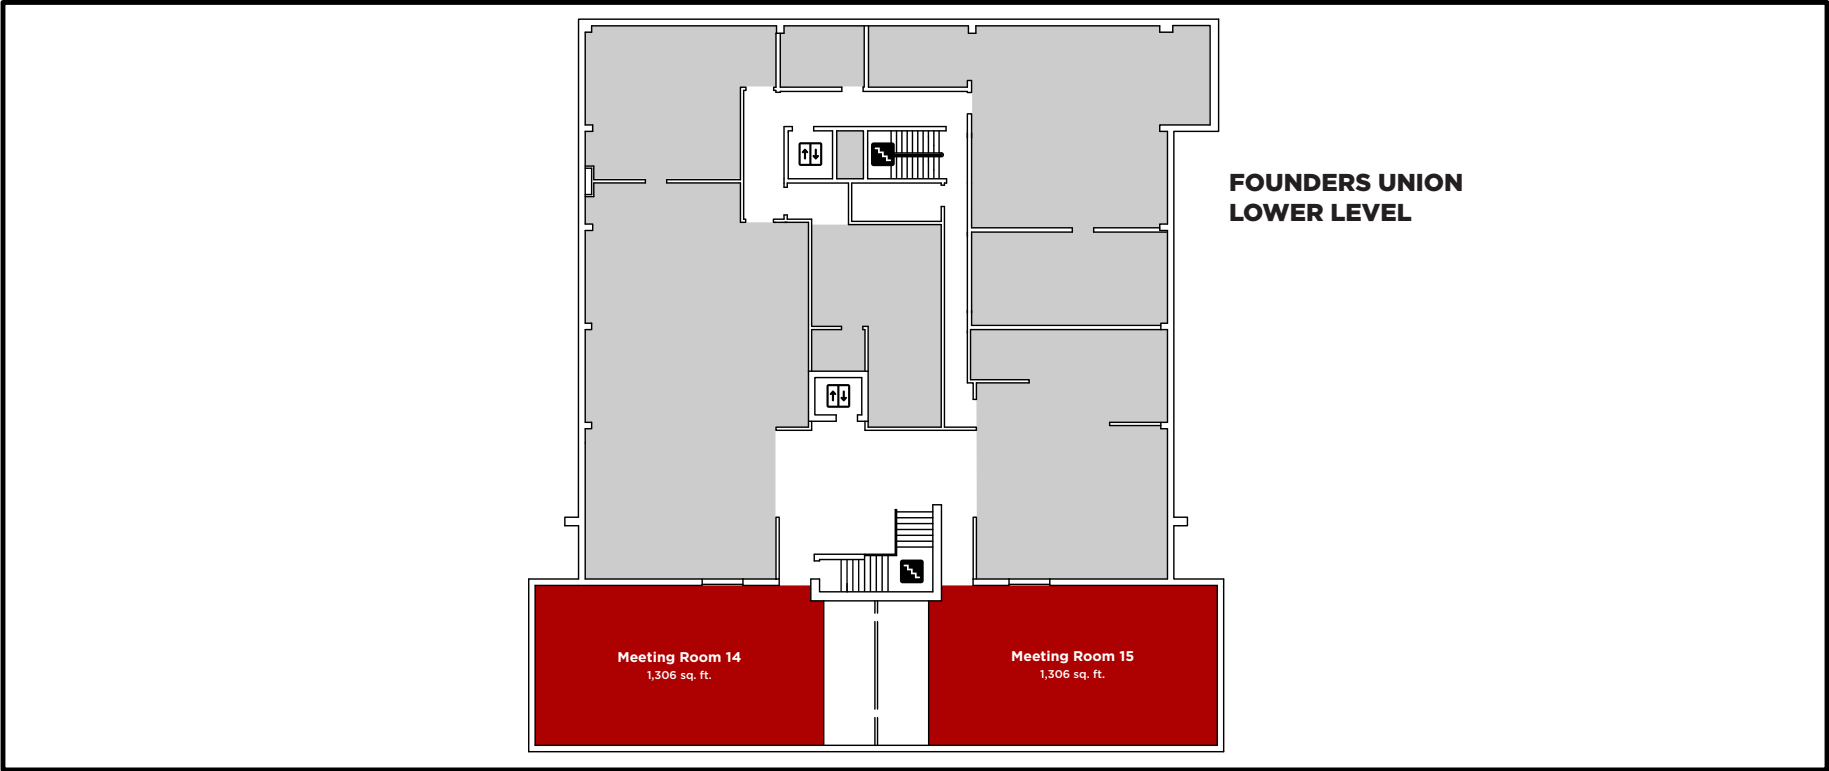 FOUNDERS UNION
LOWER LEVEL
Meeting Room 14
1,306 sq. ft.
Meeting Room 15
1,306 sq. ft.